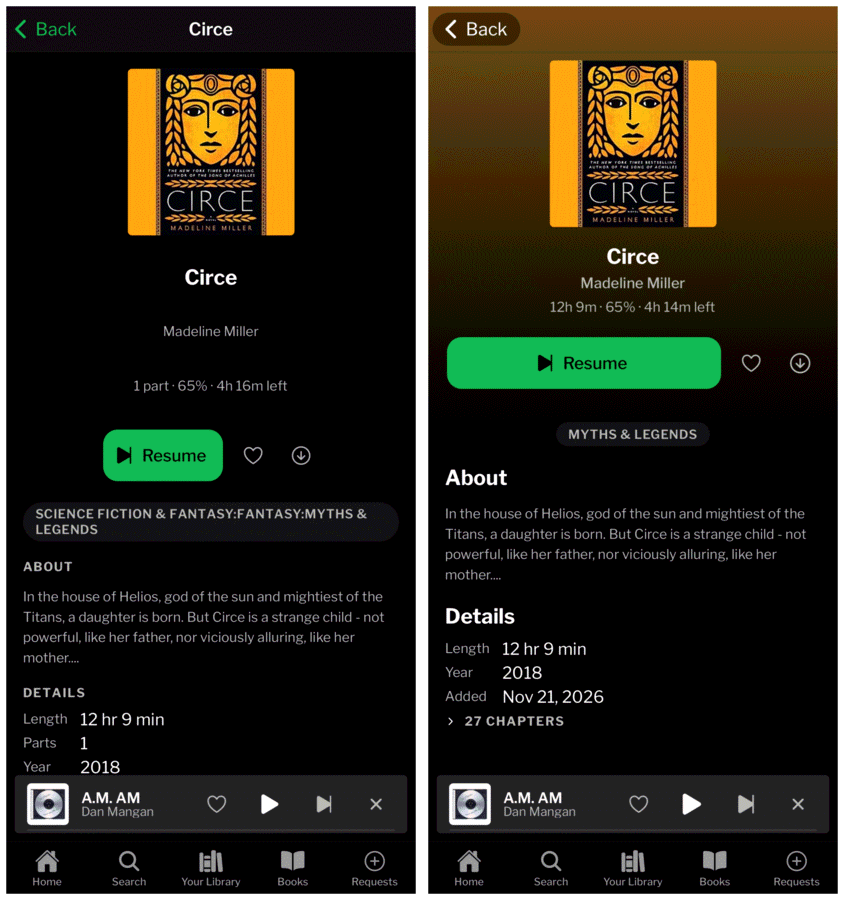 Back
Circe
THE NEW YORK TIMES BESTSELLING
AUTHOR OF THE SONG OF ACHILLES
CIRCE
A
NOVEL
MADELINE MILLER
Circe
Madeline Miller
1 part · 65% · 4h 16m left
Resume
SCIENCE FICTION & FANTASY:FANTASY:MYTHS &
LEGENDS
ABOUT
In the house of Helios, god of the sun and mightiest of the
Titans, a daughter is born. But Circe is a strange child - not
powerful, like her father, nor viciously alluring, like her
mother....
DETAILS
Length 12 hr 9 min
Parts 1
Year 2018
A.M. AM
Dan Mangan
Home
Search
Your Library
Books
Requests
Back
THE NEW YORK TIMES BESTSELLING
AUTHOR OF THE SONG OF ACHILLES
CIRCE
A
NOVEL
MADELINE MILLER
Circe
Madeline Miller
12h 9m · 65% · 4h 14m left
Resume
MYTHS & LEGENDS
About
In the house of Helios, god of the sun and mightiest of the
Titans, a daughter is born. But Circe is a strange child - not
powerful, like her father, nor viciously alluring, like her
mother....
Details
Length 12 hr 9 min
Year 2018
Added Nov 21, 2026
27 CHAPTERS
A.M. AM
Dan Mangan
Home
Search
Your Library
Books
Requests